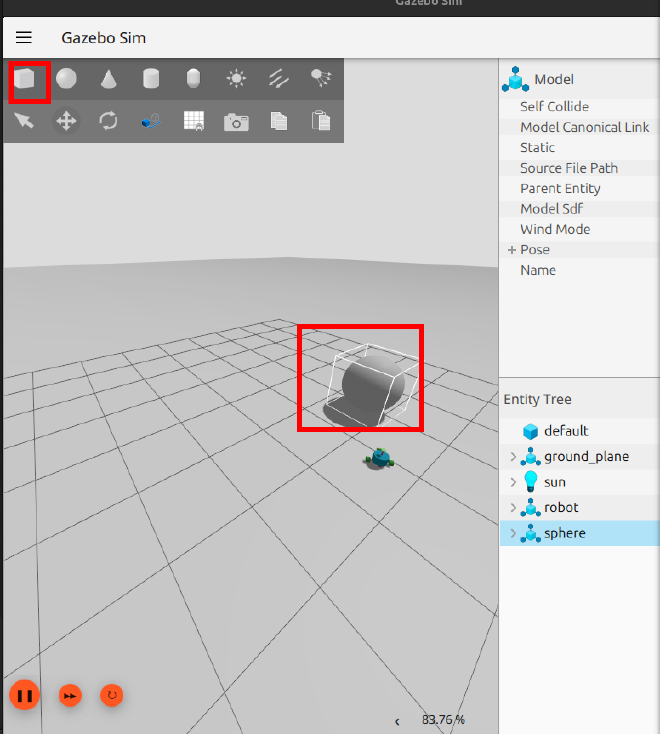 Gazebo Sim
Gazebo Sim
Model
Self Collide
Model Canonical Link
Static
Source File Path
Parent Entity
Model Sdf
Wind Mode
+ Pose
Name
Entity Tree
default
ground_plane
sun
robot
sphere
83.76 %